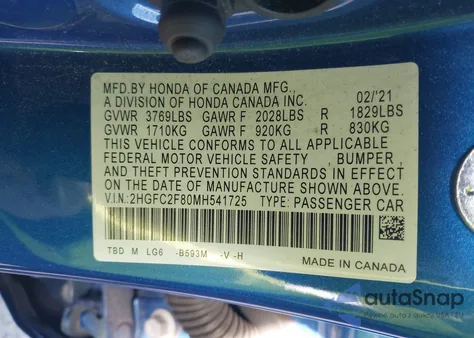 MFD.BY HONDA OF CANADA MFG.,
A DIVISION OF HONDA CANADA INC. 02/'21
GVWR 3769LBS GAWR F 2028LBS R 1829LBS
GVWR 1710KG GAWR F 920KG R 830KG
THIS VEHICLE CONFORMS TO ALL APPLICABLE
FEDERAL MOTOR VEHICLE SAFETY , BUMPER ,
AND THEFT PREVENTION STANDARDS IN EFFECT
ON THE DATE OF MANUFACTURE SHOWN ABOVE.
V.I.N.:2HGFC2F80MH541725 TYPE: PASSENGER CAR
TBD M LG6 -B593M -V -H
MADE IN CANADA
autoSnap